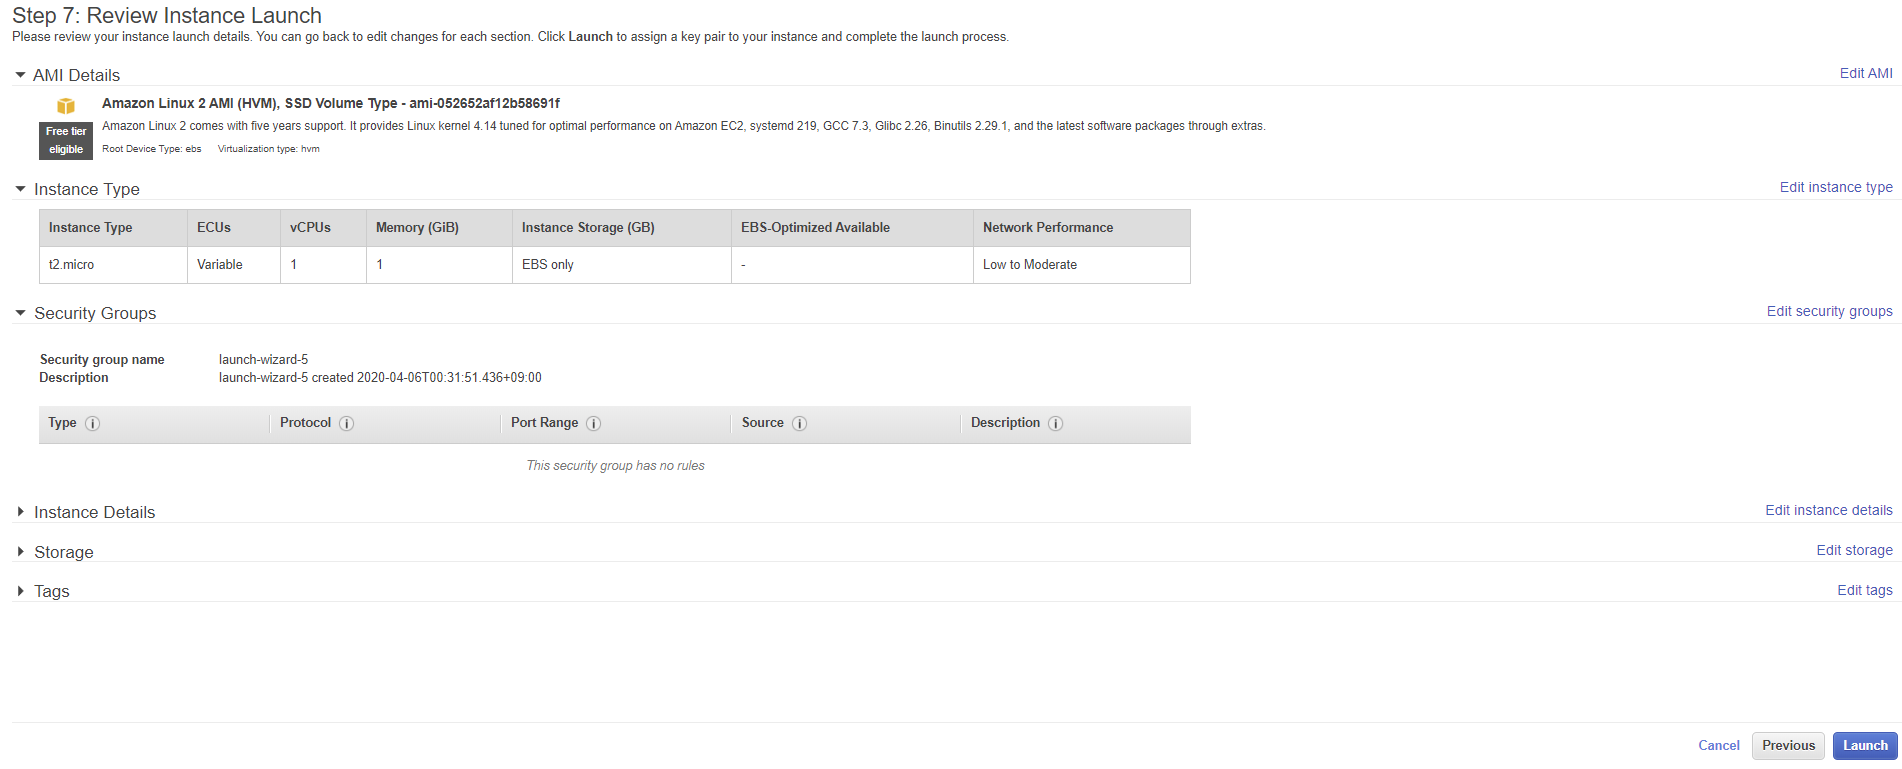 Step 7: Review Instance Launch
Please review your instance launch details. You can go back to edit changes for each section. Click Launch to assign a key pair to your instance and complete the launch process.
AMI Details
Edit AMI
Amazon Linux 2 AMI (HVM), SSD Volume Type - ami-052652af12b58691f
Free tier
eligible
Amazon Linux 2 comes with five years support. It provides Linux kernel 4.14 tuned for optimal performance on Amazon EC2, systemd 219, GCC 7.3, Glibc 2.26, Binutils 2.29.1, and the latest software packages through extras.
Root Device Type: ebs Virtualization type: hvm
Instance Type
Edit instance type
Instance Type ECUs vCPUs Memory (GiB) Instance Storage (GB) EBS-Optimized Available Network Performance
t2.micro Variable 1 1 EBS only - Low to Moderate
Security Groups
Edit security groups
Security group name launch-wizard-5
Description launch-wizard-5 created 2020-04-06T00:31:51.436+09:00
Type i Protocol i Port Range i Source i Description i
This security group has no rules
Instance Details
Edit instance details
Storage
Edit storage
Tags
Edit tags
Cancel Previous Launch